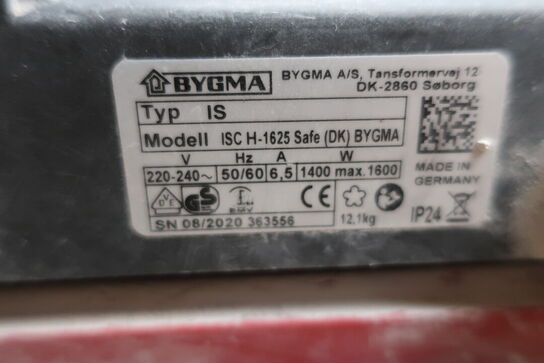 BYGMA
BYGMA A/S, Tansformervej 12
DK-2860 Søborg
Typ IS
Modell ISC H-1625 Safe (DK) BYGMA
V Hz A W
220-240~ 50/60 6,5 1400 max.1600
MADE IN
GERMANY
GS
CE
12,1kg
IP24
SN 08/2020 363556